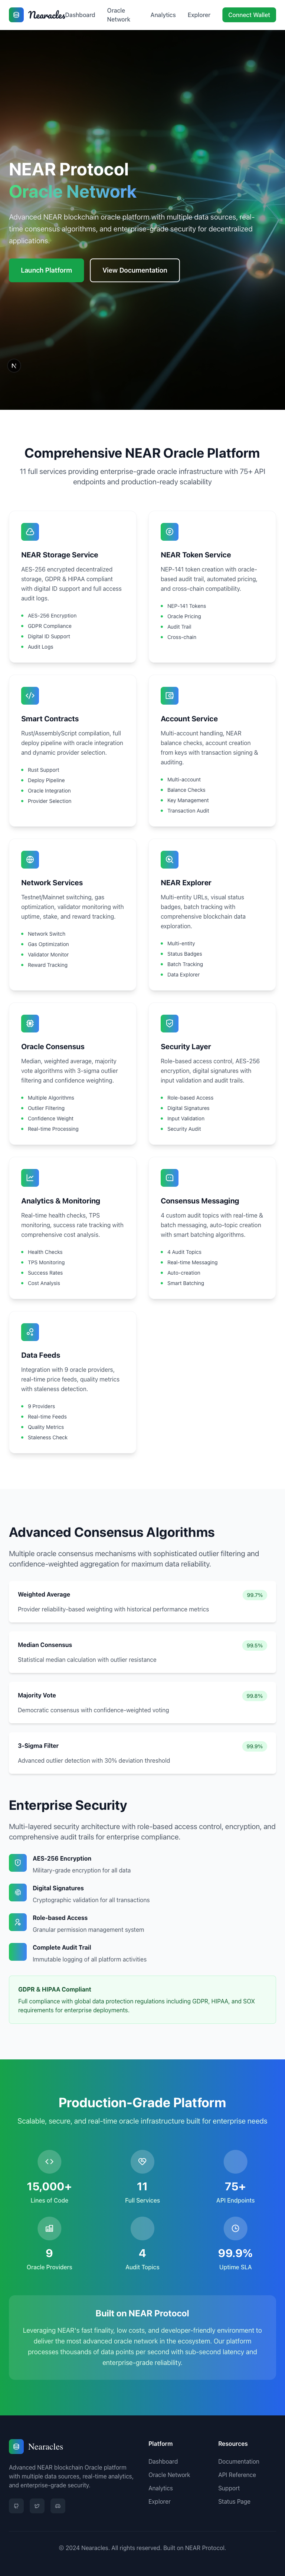 Nearacles
Dashboard
Oracle
Network
Analytics
Explorer
Connect Wallet
NEAR Protocol
Oracle Network
Advanced NEAR blockchain oracle platform with multiple data sources, real-
time consensus algorithms, and enterprise-grade security for decentralized
applications.
Launch Platform
View Documentation
N
Comprehensive NEAR Oracle Platform
11 full services providing enterprise-grade oracle infrastructure with 75+ API
endpoints and production-ready scalability
NEAR Storage Service
AES-256 encrypted decentralized
storage, GDPR & HIPAA compliant
with digital ID support and full access
audit logs.
AES-256 Encryption
GDPR Compliance
Digital ID Support
Audit Logs
NEAR Token Service
NEP-141 token creation with oracle-
based audit trail, automated pricing,
and cross-chain compatibility.
NEP-141 Tokens
Oracle Pricing
Audit Trail
Cross-chain
Smart Contracts
Rust/AssemblyScript compilation, full
deploy pipeline with oracle integration
and dynamic provider selection.
Rust Support
Deploy Pipeline
Oracle Integration
Provider Selection
Account Service
Multi-account handling, NEAR
balance checks, account creation
from keys with transaction signing &
auditing.
Multi-account
Balance Checks
Key Management
Transaction Audit
Network Services
Testnet/Mainnet switching, gas
optimization, validator monitoring with
uptime, stake, and reward tracking.
Network Switch
Gas Optimization
Validator Monitor
Reward Tracking
NEAR Explorer
Multi-entity URLs, visual status
badges, batch tracking with
comprehensive blockchain data
exploration.
Multi-entity
Status Badges
Batch Tracking
Data Explorer
Oracle Consensus
Median, weighted average, majority
vote algorithms with 3-sigma outlier
filtering and confidence weighting.
Multiple Algorithms
Outlier Filtering
Confidence Weight
Real-time Processing
Security Layer
Role-based access control, AES-256
encryption, digital signatures with
input validation and audit trails.
Role-based Access
Digital Signatures
Input Validation
Security Audit
Analytics & Monitoring
Real-time health checks, TPS
monitoring, success rate tracking with
comprehensive cost analysis.
Health Checks
TPS Monitoring
Success Rates
Cost Analysis
Consensus Messaging
4 custom audit topics with real-time &
batch messaging, auto-topic creation
with smart batching algorithms.
4 Audit Topics
Real-time Messaging
Auto-creation
Smart Batching
Data Feeds
Integration with 9 oracle providers,
real-time price feeds, quality metrics
with staleness detection.
9 Providers
Real-time Feeds
Quality Metrics
Staleness Check
Advanced Consensus Algorithms
Multiple oracle consensus mechanisms with sophisticated outlier filtering and
confidence-weighted aggregation for maximum data reliability.
Weighted Average
99.7%
Provider reliability-based weighting with historical performance metrics
Median Consensus
99.5%
Statistical median calculation with outlier resistance
Majority Vote
99.8%
Democratic consensus with confidence-weighted voting
3-Sigma Filter
99.9%
Advanced outlier detection with 30% deviation threshold
Enterprise Security
Multi-layered security architecture with role-based access control, encryption, and
comprehensive audit trails for enterprise compliance.
AES-256 Encryption
Military-grade encryption for all data
Digital Signatures
Cryptographic validation for all transactions
Role-based Access
Granular permission management system
Complete Audit Trail
Immutable logging of all platform activities
GDPR & HIPAA Compliant
Full compliance with global data protection regulations including GDPR, HIPAA, and SOX
requirements for enterprise deployments.
Production-Grade Platform
Scalable, secure, and real-time oracle infrastructure built for enterprise needs
15,000+
Lines of Code
11
Full Services
75+
API Endpoints
9
Oracle Providers
4
Audit Topics
99.9%
Uptime SLA
Built on NEAR Protocol
Leveraging NEAR's fast finality, low costs, and developer-friendly environment to
deliver the most advanced oracle network in the ecosystem. Our platform
processes thousands of data points per second with sub-second latency and
enterprise-grade reliability.
Nearacles
Advanced NEAR blockchain Oracle platform
with multiple data sources, real-time analytics,
and enterprise-grade security.
Platform
Dashboard
Oracle Network
Analytics
Explorer
Resources
Documentation
API Reference
Support
Status Page
© 2024 Nearacles. All rights reserved. Built on NEAR Protocol.